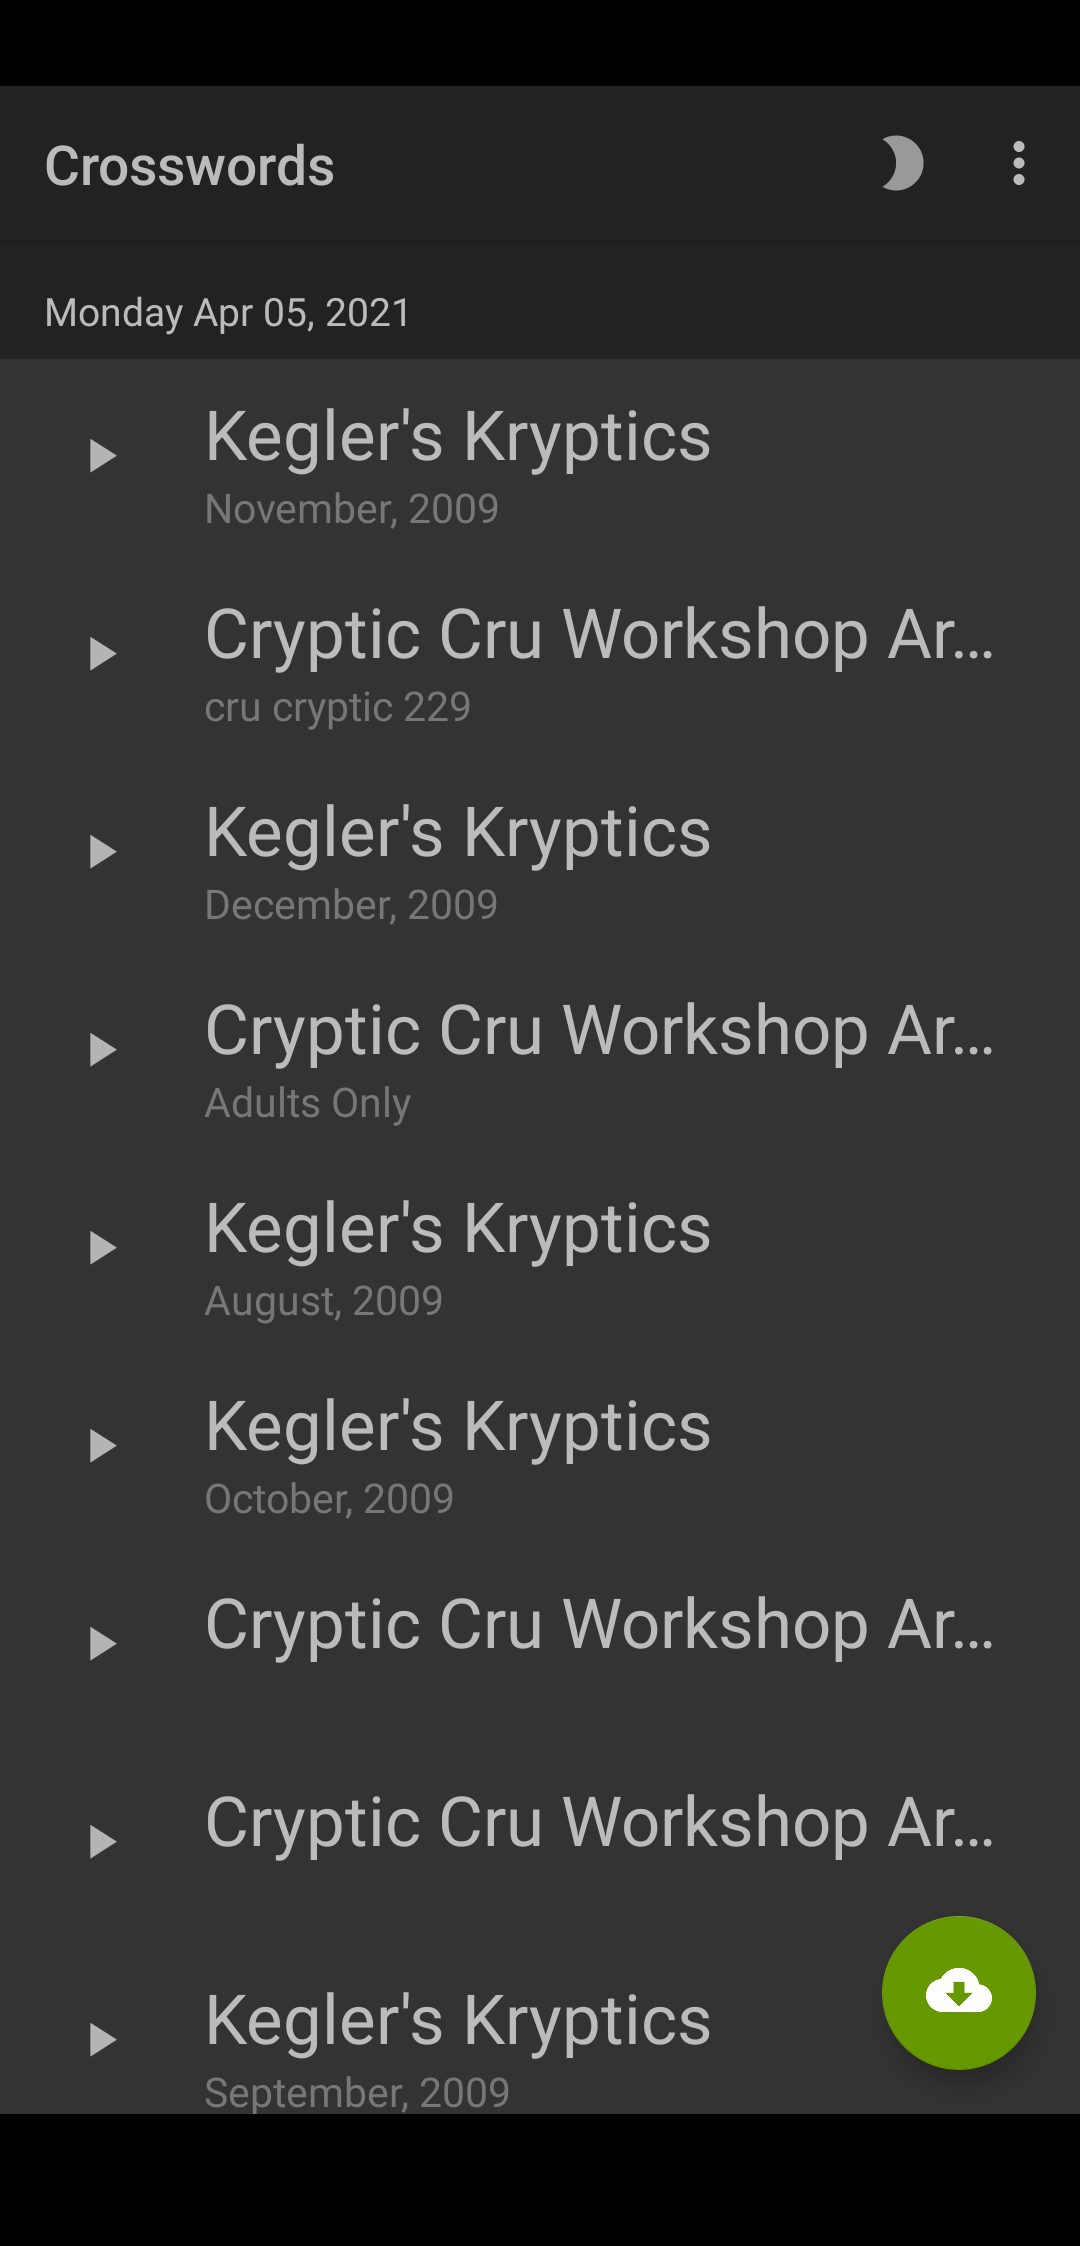 Crosswords
Monday Apr 05, 2021
Kegler's Kryptics
November, 2009
Cryptic Cru Workshop Ar...
cru cryptic 229
Kegler's Kryptics
December, 2009
Cryptic Cru Workshop Ar...
Adults Only
Kegler's Kryptics
August, 2009
Kegler's Kryptics
October, 2009
Cryptic Cru Workshop Ar...
Cryptic Cru Workshop Ar...
Kegler's Kryptics
September, 2009